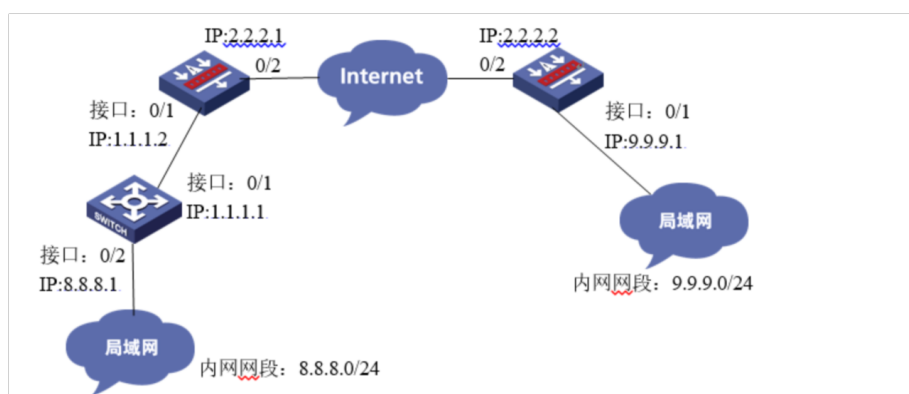 IP:2.2.2.1
IP:2.2.2.2
0/2
Internet
0/2
接口：0/1
IP:1.1.1.2
接口：0/1
IP:9.9.9.1
接口：0/1
IP:1.1.1.1
SWITCH
局域网
接口：0/2
IP:8.8.8.1
内网网段：9.9.9.0/24
局域网
内网网段：8.8.8.0/24